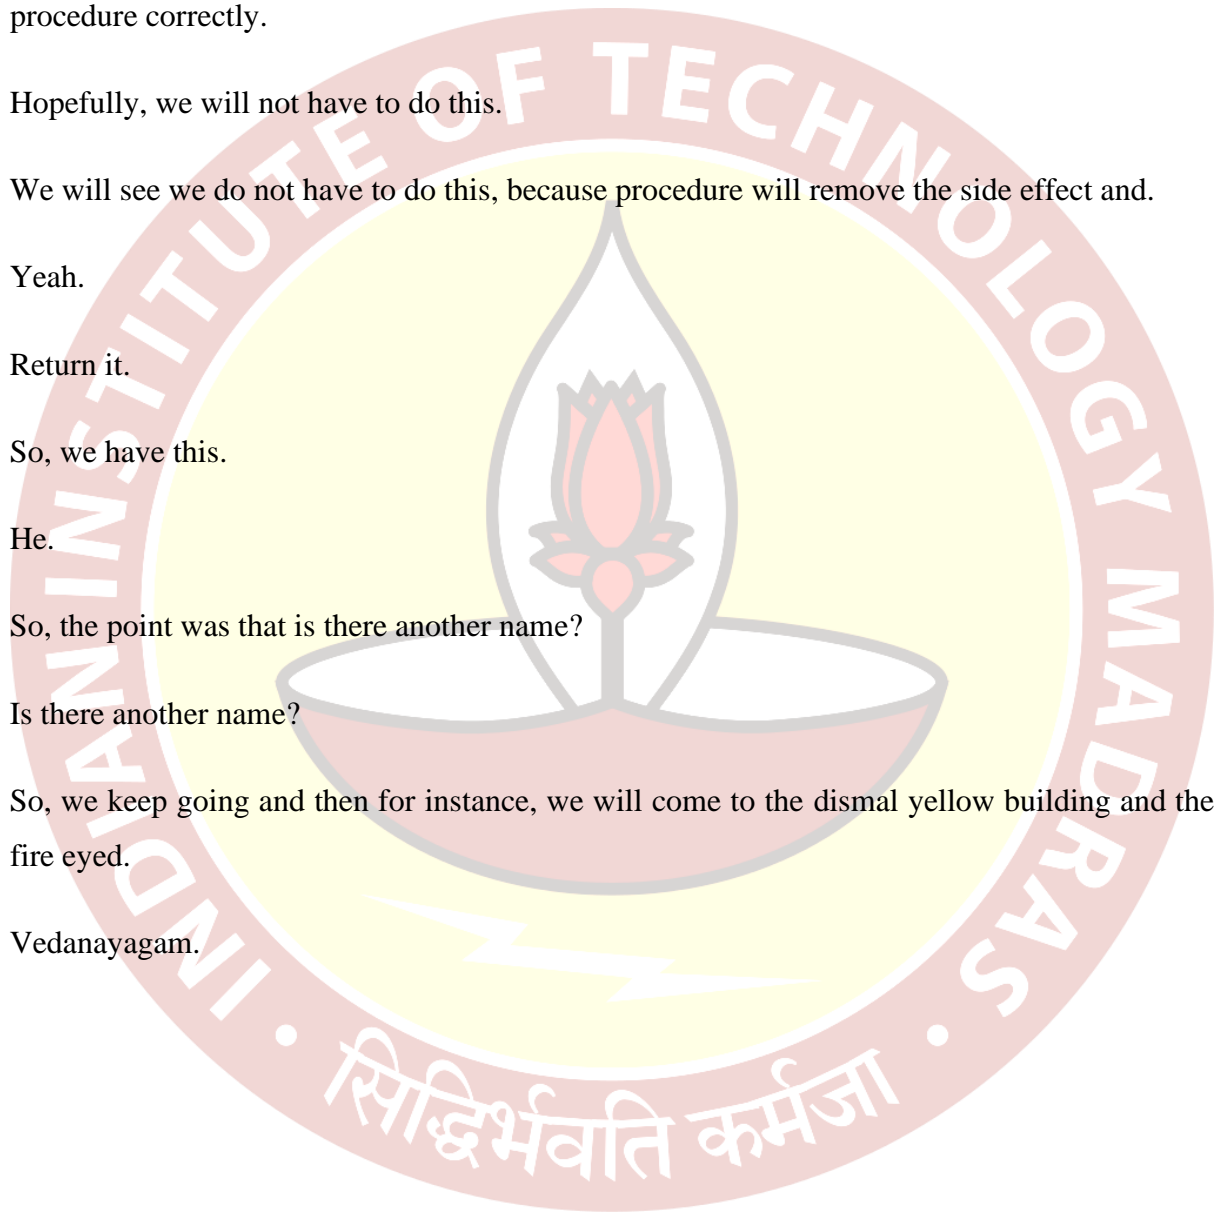 procedure correctly.
Hopefully, we will not have to do this.
We will see we do not have to do this, because procedure will remove the side effect and.
Yeah.
Return it.
So, we have this.
He.
So, the point was that is there another name?
Is there another name?
So, we keep going and then for instance, we will come to the dismal yellow building and the
fire eyed.
Vedanayagam.
INDIAN INSTITUTE OF TECHNOLOGY MADRAS
सिद्धिर्भवति कर्मजा